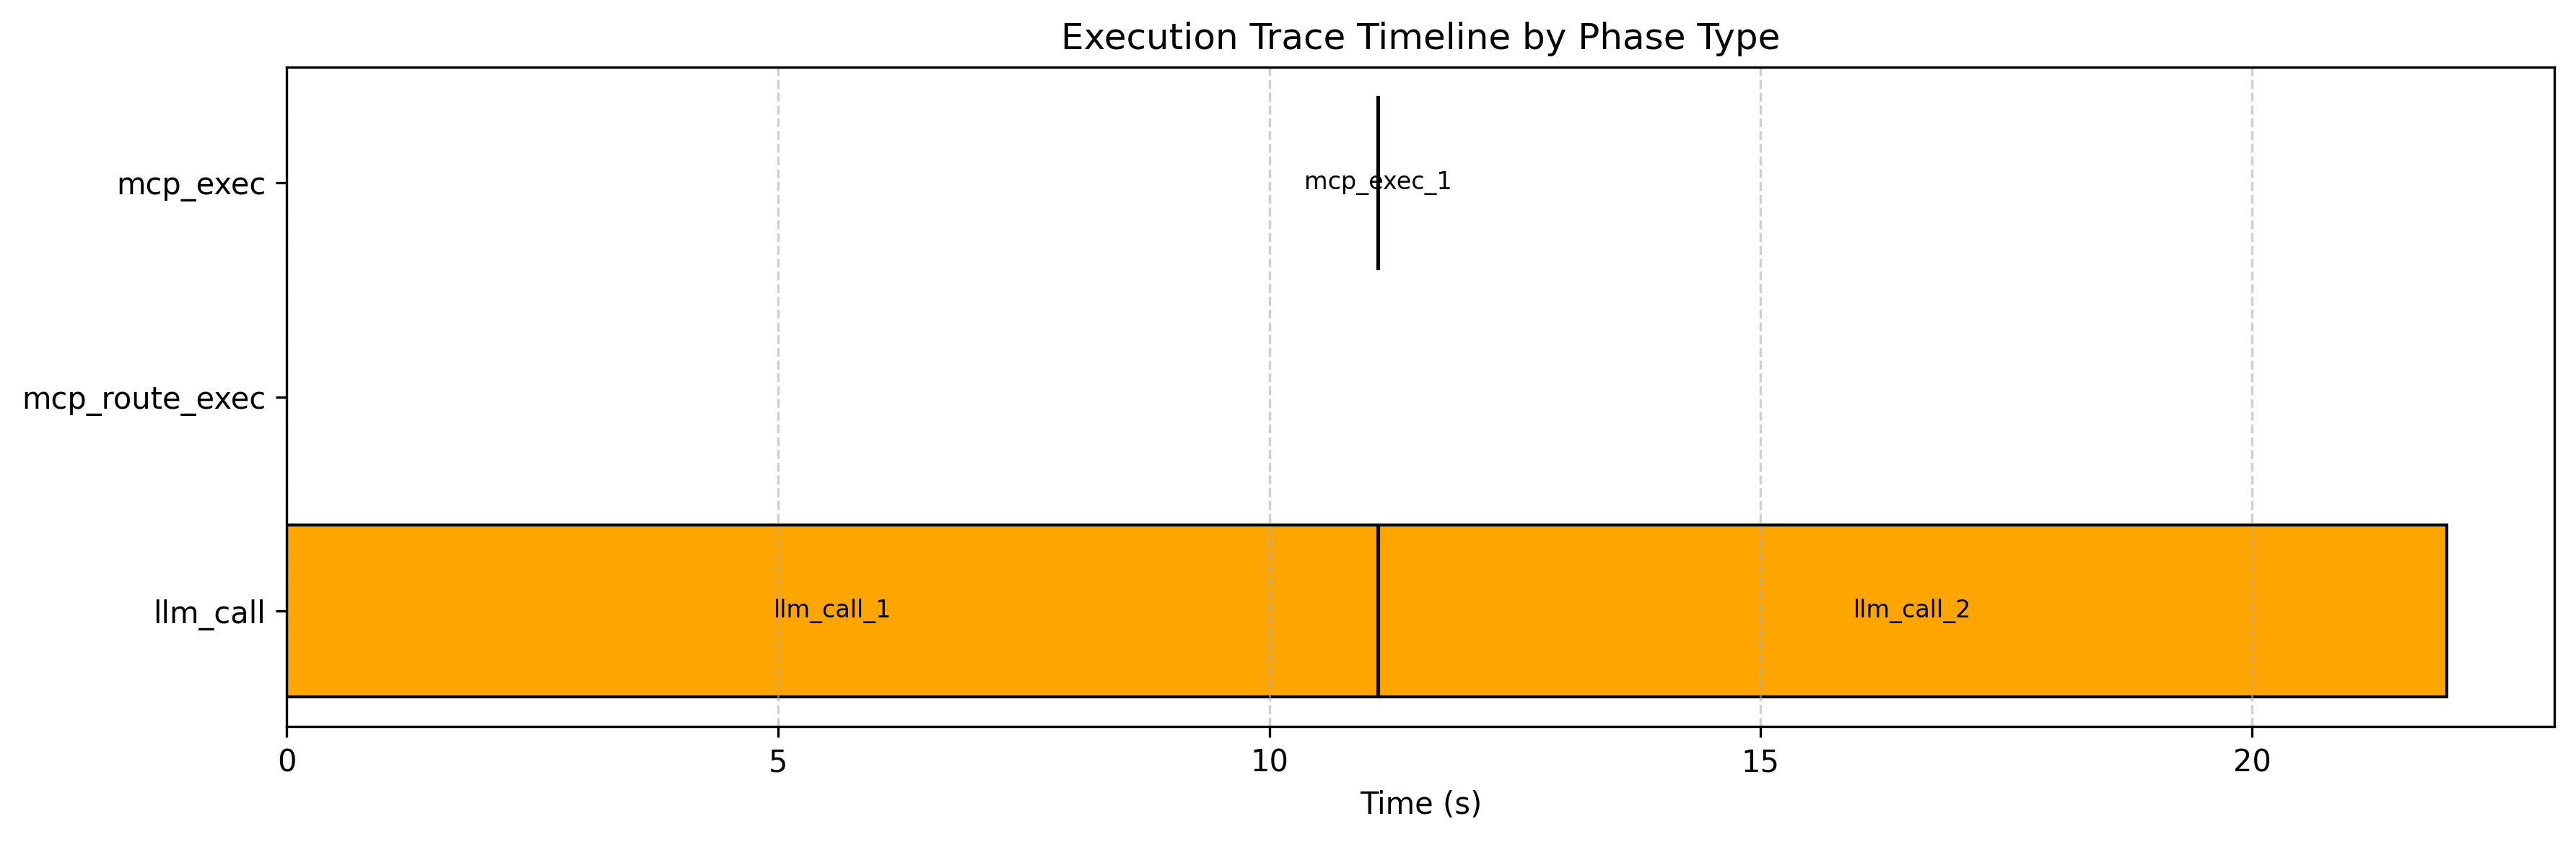 Execution Trace Timeline by Phase Type
mcp_exec
mcp_exec_1
mcp_route_exec
llm_call
llm_call_1
llm_call_2
0 5 10 15 20
Time (s)